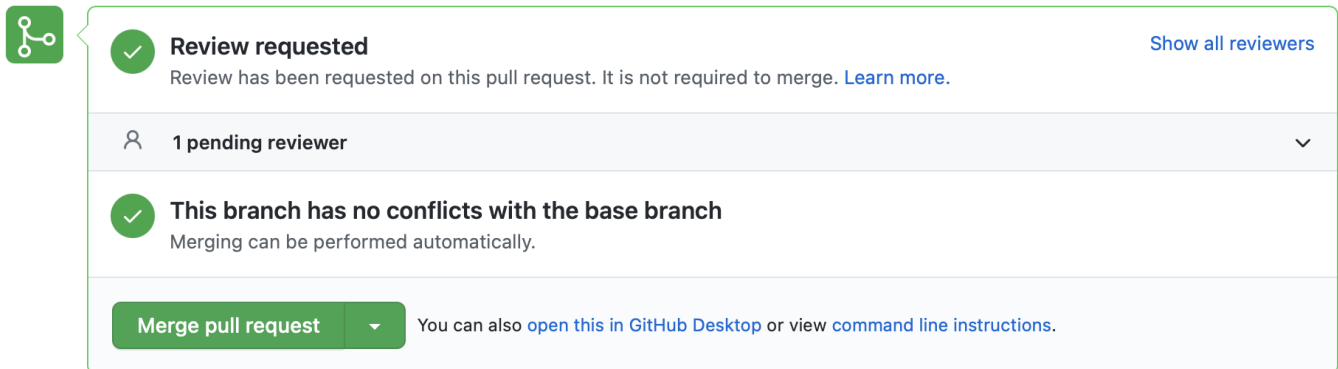 Review requested
Show all reviewers
Review has been requested on this pull request. It is not required to merge. Learn more.
1 pending reviewer
This branch has no conflicts with the base branch
Merging can be performed automatically.
Merge pull request
You can also open this in GitHub Desktop or view command line instructions.